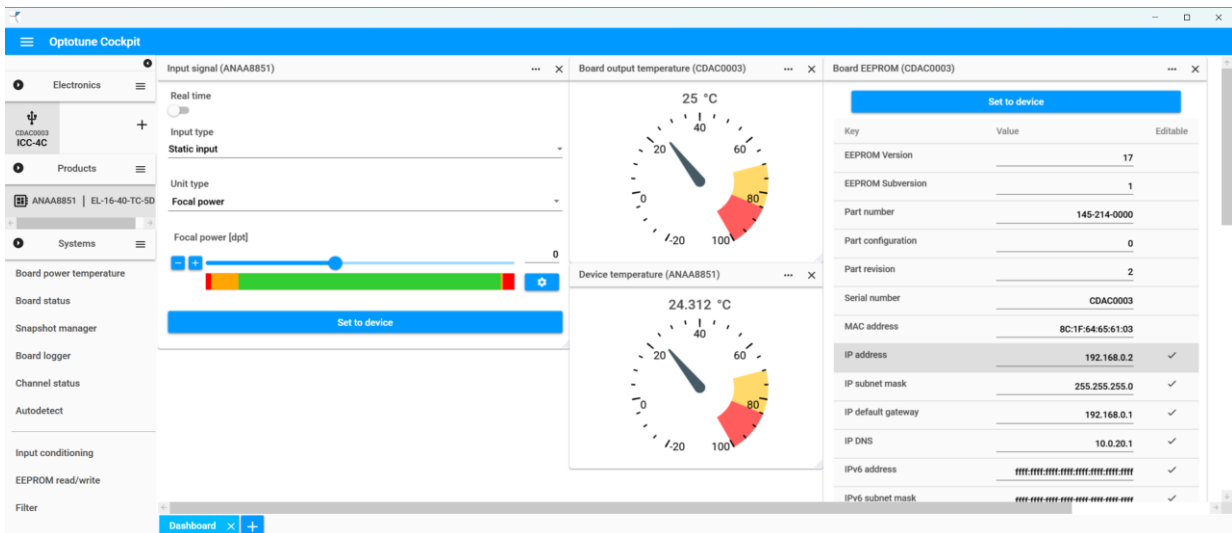 Optotune Cockpit
Electronics
CDAC0003
ICC-4C
+
Products
ANAA8851 | EL-16-40-TC-5D
Systems
Board power temperature
Board status
Snapshot manager
Board logger
Channel status
Autodetect
Input conditioning
EEPROM read/write
Filter
Input signal (ANAA8851)
Real time
Input type
Static input
Unit type
Focal power
Focal power [dpt]
0
Set to device
Board output temperature (CDAC0003)
25 °C
40
20 60
0 80
-20 100
Device temperature (ANAA8851)
24.312 °C
40
20 60
0 80
-20 100
Board EEPROM (CDAC0003)
Set to device
Key Value Editable
EEPROM Version 17
EEPROM Subversion 1
Part number 145-214-0000
Part configuration 0
Part revision 2
Serial number CDAC0003
MAC address 8C:1F:64:65:61:03
IP address 192.168.0.2
IP subnet mask 255.255.255.0
IP default gateway 192.168.0.1
IP DNS 10.0.20.1
IPv6 address ffff:ffff:ffff:ffff:ffff:ffff:ffff:ffff
IPv6 subnet mask ffff:ffff:ffff:ffff:ffff:ffff:ffff:ffff
Dashboard